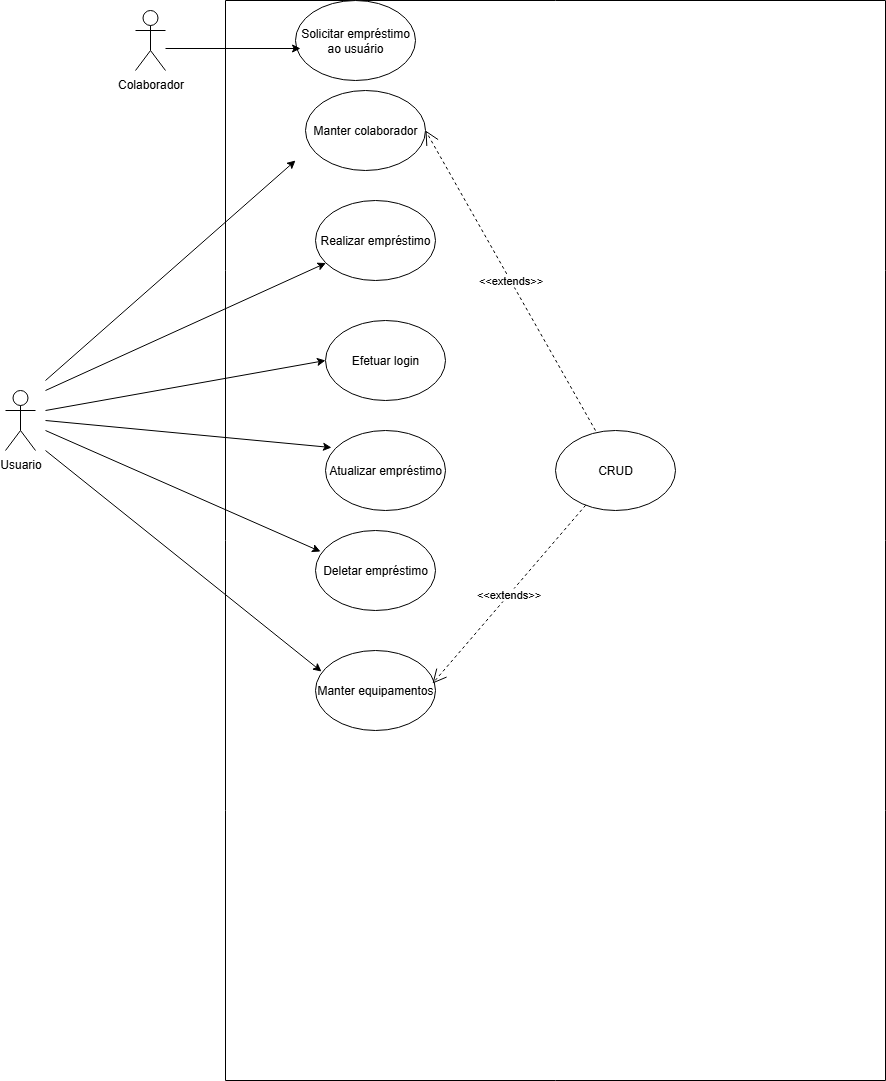 Solicitar empréstimo
ao usuário
Colaborador
Manter colaborador
Realizar empréstimo
<<extends>>
Efetuar login
Usuario
Atualizar empréstimo
CRUD
Deletar empréstimo
<<extends>>
Manter equipamentos